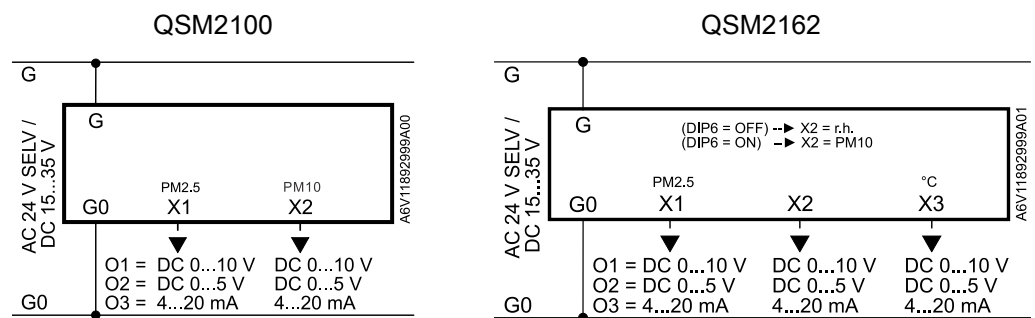 QSM2100
G
AC 24 V SELV /
DC 15...35 V
G
PM2.5 PM10
G0 X1 X2
O1 = DC 0...10 V DC 0...10 V
O2 = DC 0...5 V DC 0...5 V
O3 = 4...20 mA 4...20 mA
G0
A6V11892999A00
QSM2162
G
AC 24 V SELV /
DC 15...35 V
G
(DIP6 = OFF) --► X2 = r.h.
(DIP6 = ON) -► X2 = PM10
PM2.5 °C
G0 X1 X2 X3
O1 = DC 0...10 V DC 0...10 V DC 0...10 V
O2 = DC 0...5 V DC 0...5 V DC 0...5 V
O3 = 4...20 mA 4...20 mA 4...20 mA
G0
A6V11892999A01